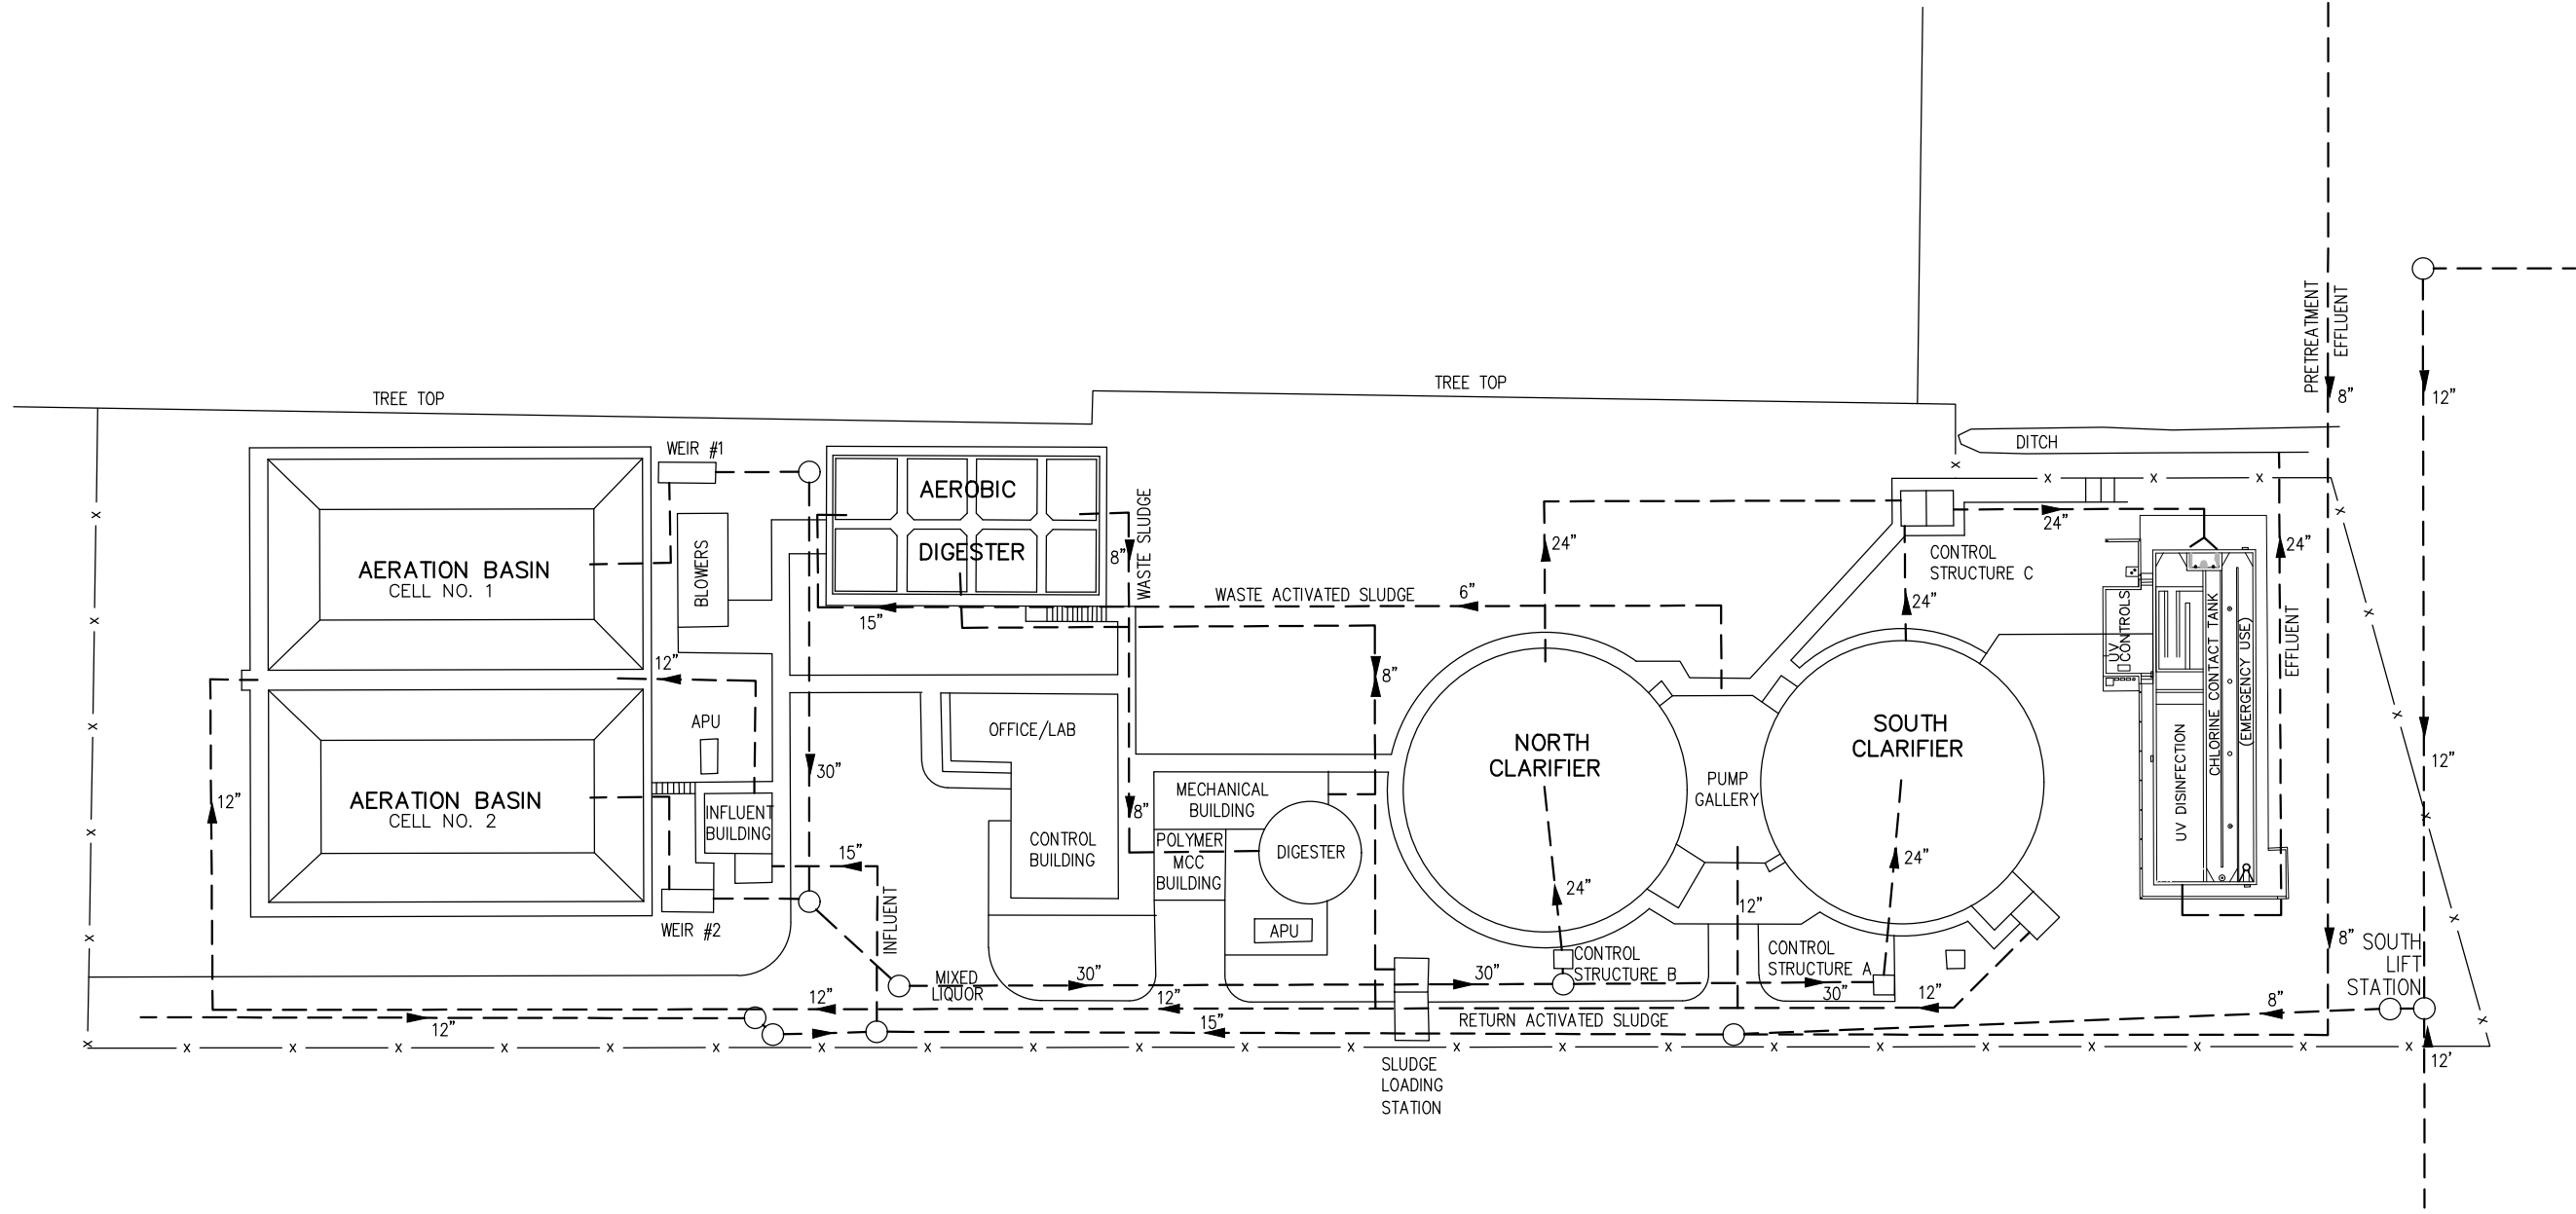 TREE TOP
TREE TOP
PRETREATMENT
EFFLUENT
8"
12"
DITCH
WEIR #1
AERATION BASIN
CELL NO. 1
BLOWERS
AEROBIC
DIGESTER
8"
WASTE SLUDGE
15"
WASTE ACTIVATED SLUDGE
6"
24"
24"
CONTROL
STRUCTURE C
24"
24"
EFFLUENT
UV
CONTROLS
CHLORINE CONTACT TANK
(EMERGENCY USE)
UV DISINFECTION
12"
APU
12"
AERATION BASIN
CELL NO. 2
INFLUENT
BUILDING
WEIR #2
30"
15"
INFLUENT
OFFICE/LAB
CONTROL
BUILDING
8"
8"
MECHANICAL
BUILDING
POLYMER
MCC
BUILDING
DIGESTER
APU
NORTH
CLARIFIER
24"
PUMP
GALLERY
12"
SOUTH
CLARIFIER
24"
12"
CONTROL
STRUCTURE B
CONTROL
STRUCTURE A
8"
SOUTH
LIFT
STATION
MIXED
LIQUOR
30"
30"
30"
12"
12"
12"
12"
15"
RETURN ACTIVATED SLUDGE
8"
12'
SLUDGE
LOADING
STATION